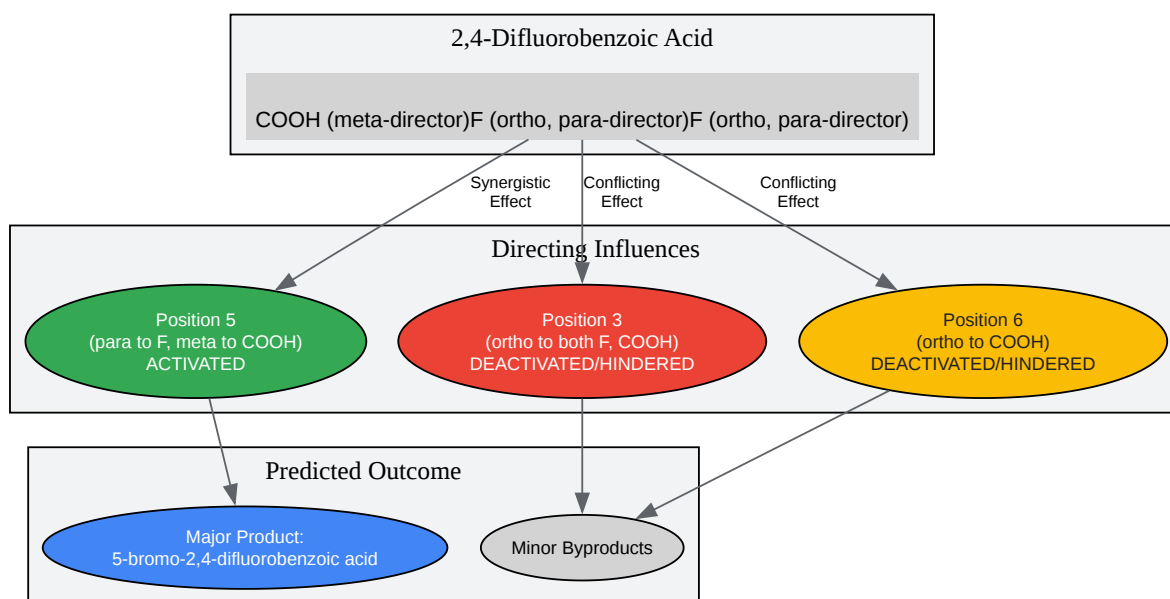 2,4-Difluorobenzoic Acid
COOH (meta-director)F (ortho, para-director)F (ortho, para-director)
Synergistic
Effect
Conflicting
Effect
Conflicting
Effect
Directing Influences
Position 5
(para to F, meta to COOH)
ACTIVATED
Position 3
(ortho to both F, COOH)
DEACTIVATED/HINDERED
Position 6
(ortho to COOH)
DEACTIVATED/HINDERED
Predicted Outcome
Major Product:
5-bromo-2,4-difluorobenzoic acid
Minor Byproducts